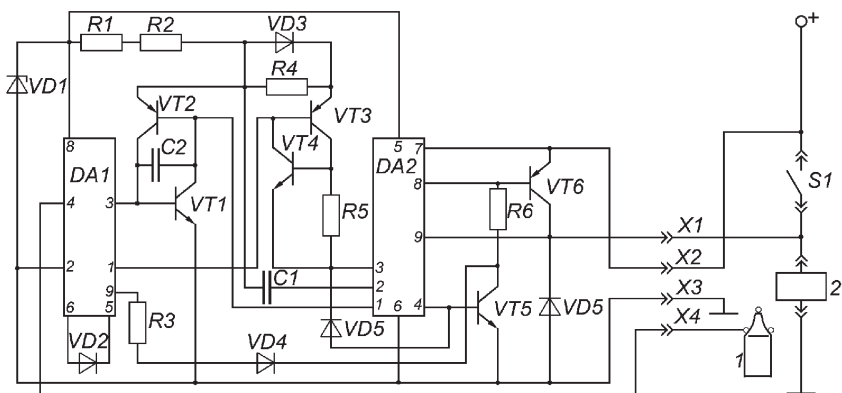 R1 R2 VD3 +
VD1 R4
VT2 VT3
8 C2 VT4 5 7
DA1 DA2 S1
4 3 VT1 8 VT6
R5 R6
9 X1
2 1 3 X2
9 C1 2 X3 2
6 5 R3 1 6 4 VT5 VD5 X4
VD5
VD2 VD4 1